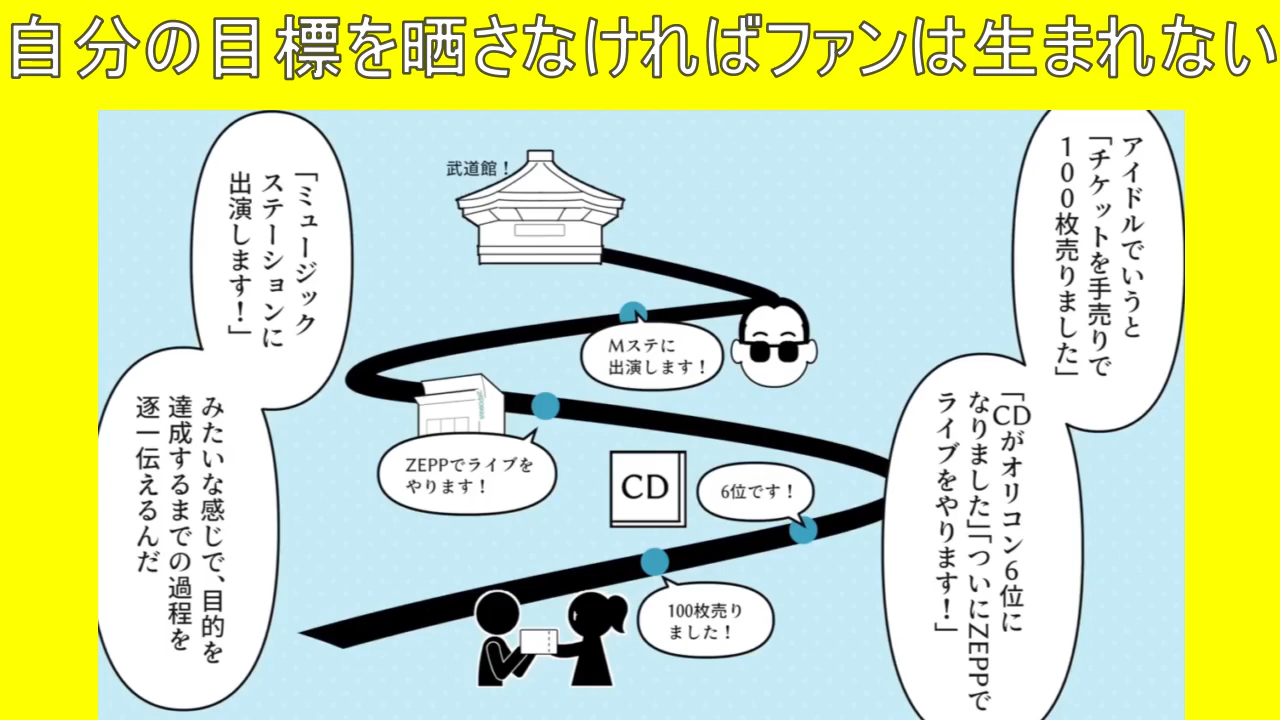 自分の目標を晒さなければファンは生まれない
アイドルでいうと
「チケットを手売りで
100枚売りました」
「CDがオリコン6位に
なりました」「ついにZEPPで
ライブをやります!」
「ミュージック
ステーションに
出演します!」
みたいな感じで、目的を
達成するまでの過程を
逐一伝えるんだ
武道館!
Mステに
出演します!
ZEPPでライブを
やります!
CD
6位です!
100枚売り
ました!